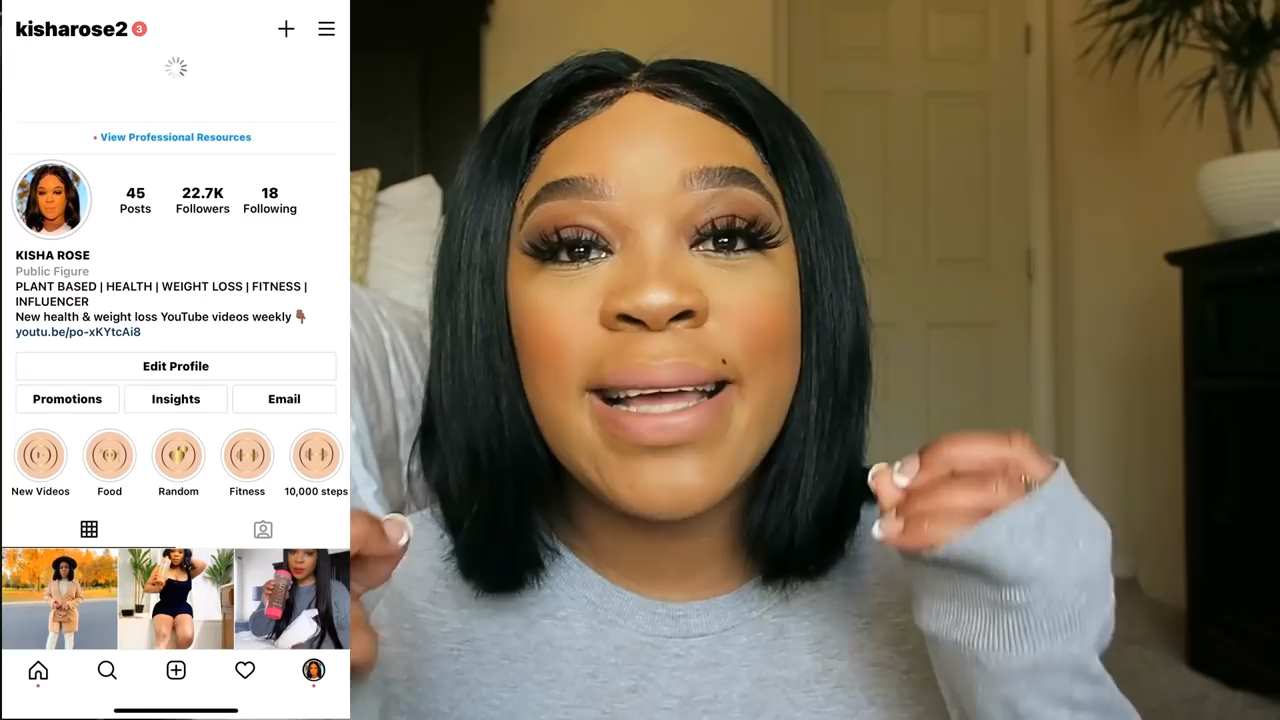 kisharose2 3
• View Professional Resources
45 22.7K 18
Posts Followers Following
KISHA ROSE
Public Figure
PLANT BASED | HEALTH | WEIGHT LOSS | FITNESS |
INFLUENCER
New health & weight loss YouTube videos weekly 👇🏾
youtu.be/po-xKYtcAi8
Edit Profile
Promotions Insights Email
New Videos Food Random Fitness 10,000 steps